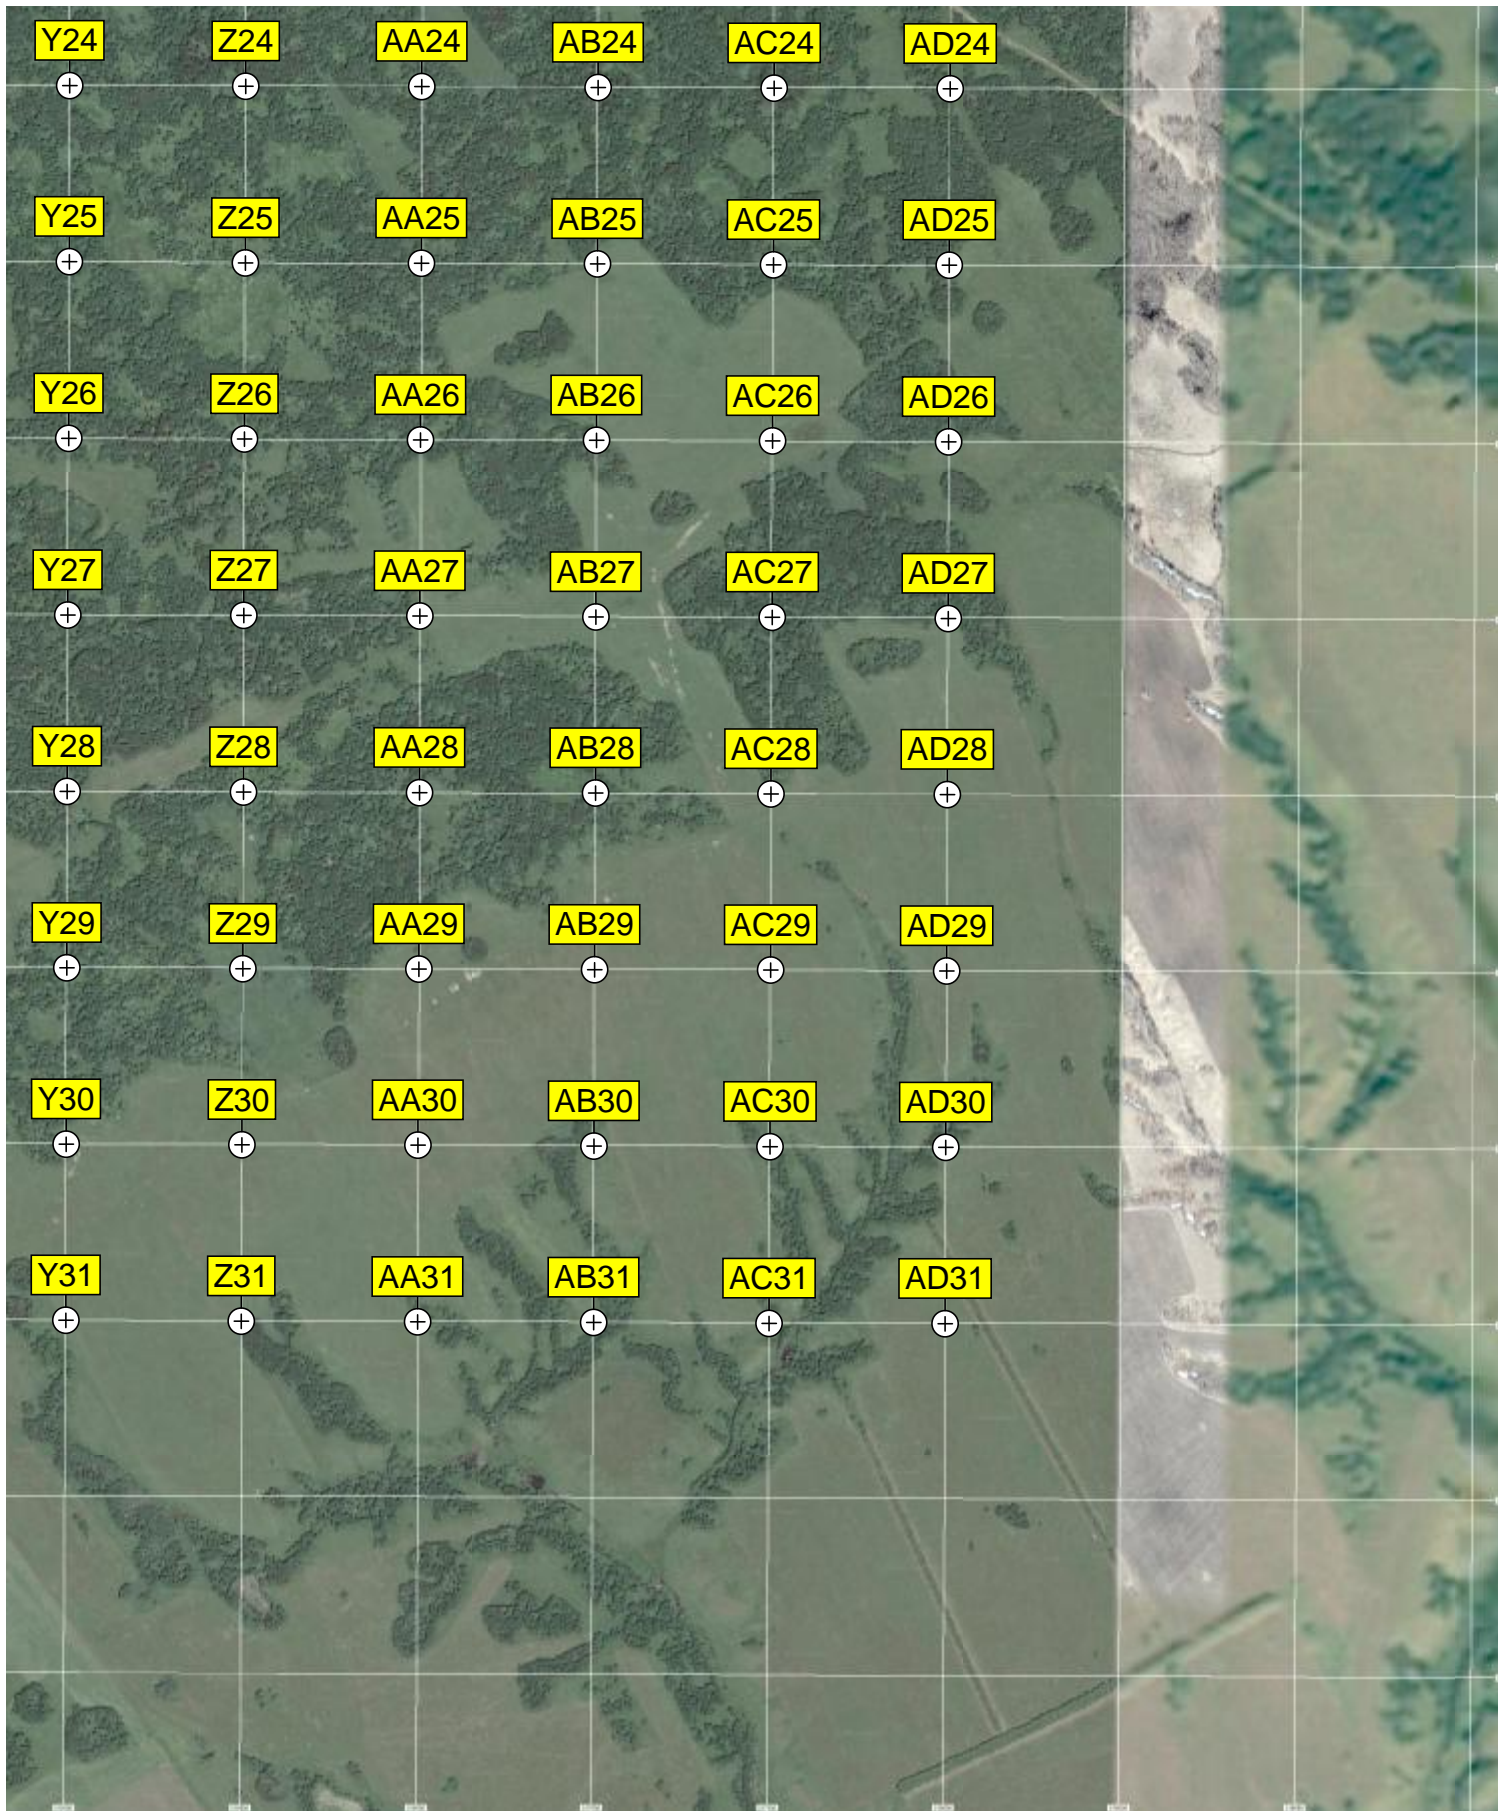 Y24 Z24 AA24 AB24 AC24 AD24
Y25 Z25 AA25 AB25 AC25 AD25
Y26 Z26 AA26 AB26 AC26 AD26
Y27 Z27 AA27 AB27 AC27 AD27
Y28 Z28 AA28 AB28 AC28 AD28
Y29 Z29 AA29 AB29 AC29 AD29
Y30 Z30 AA30 AB30 AC30 AD30
Y31 Z31 AA31 AB31 AC31 AD31